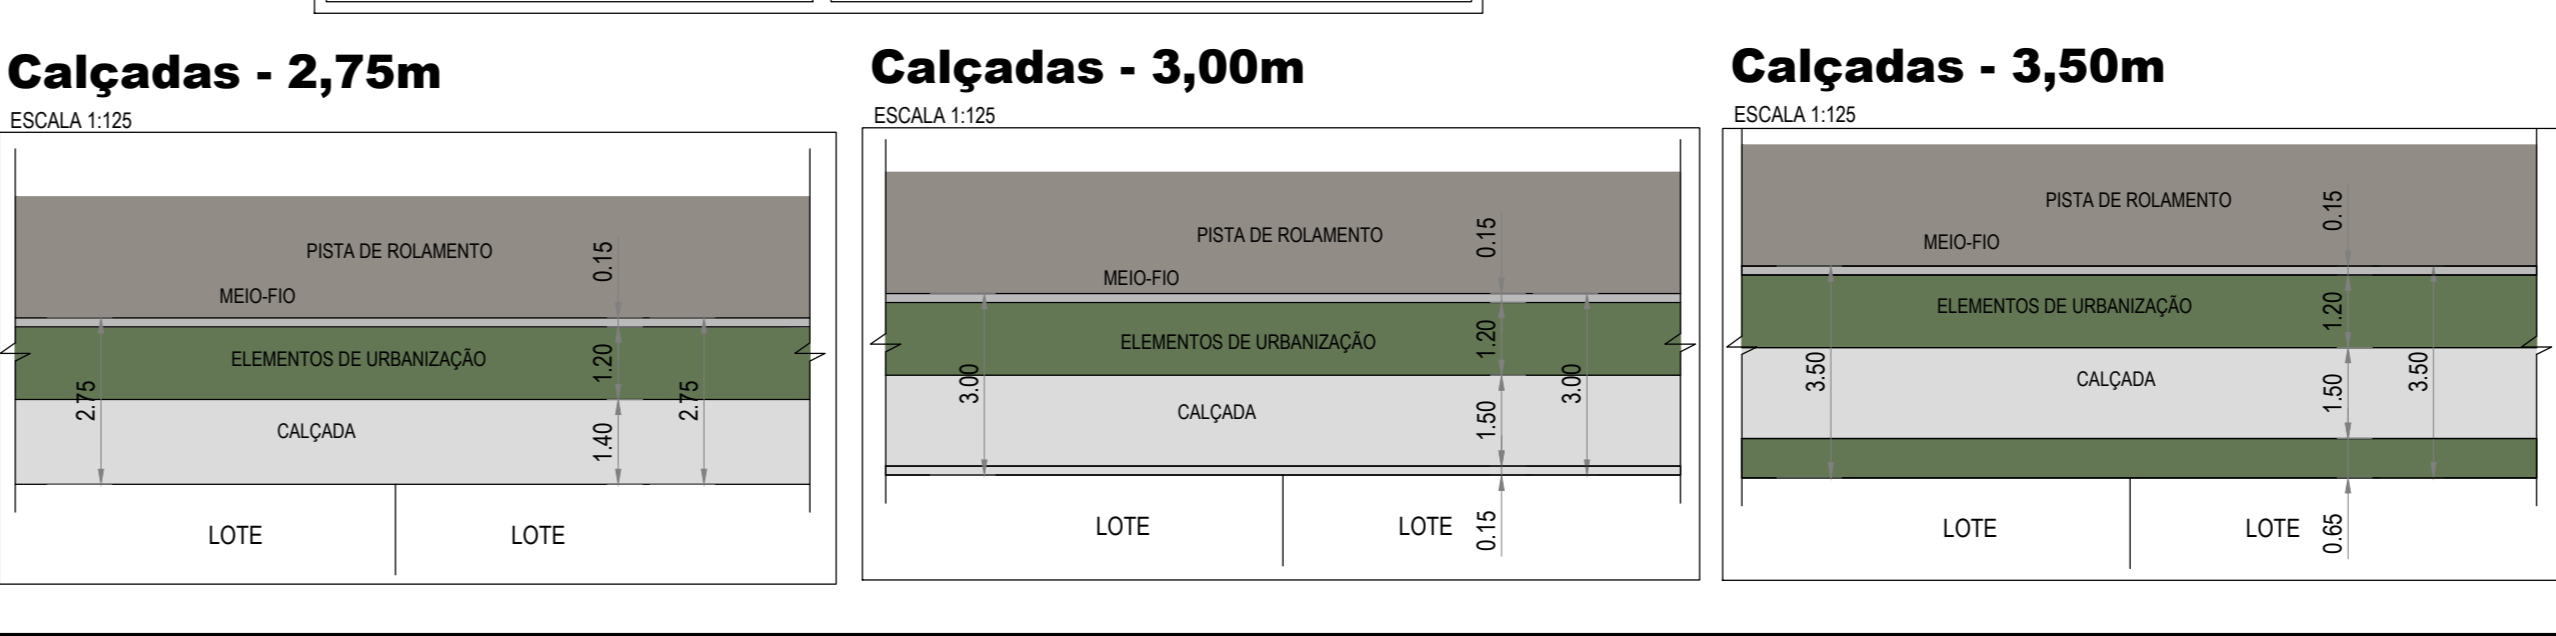 Calçadas - 2,75m
ESCALA 1:125
PISTA DE ROLAMENTO
0.15
MEIO-FIO
ELEMENTOS DE URBANIZAÇÃO
1.20
2.75
2.75
CALÇADA
1.40
LOTE
LOTE
Calçadas - 3,00m
ESCALA 1:125
PISTA DE ROLAMENTO
0.15
MEIO-FIO
ELEMENTOS DE URBANIZAÇÃO
1.20
3.00
3.00
CALÇADA
1.50
LOTE
LOTE
0.15
Calçadas - 3,50m
ESCALA 1:125
PISTA DE ROLAMENTO
0.15
MEIO-FIO
ELEMENTOS DE URBANIZAÇÃO
1.20
3.50
3.50
CALÇADA
1.50
LOTE
LOTE
0.65